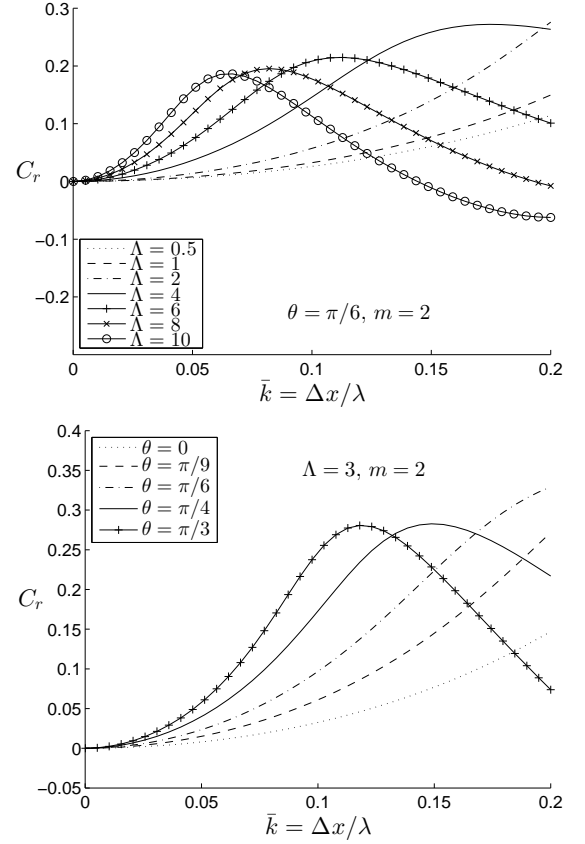 0.3
0.2
0.1
C_r
0
−0.1
−0.2
Λ = 0.5
Λ = 1
Λ = 2
Λ = 4
Λ = 6
Λ = 8
Λ = 10
θ = π/6, m = 2
0 0.05 0.1 0.15 0.2
k̄ = Δx/λ
0.4
0.35
0.3
0.25
0.2
C_r
0.15
0.1
0.05
0
−0.05
θ = 0
θ = π/9
θ = π/6
θ = π/4
θ = π/3
Λ = 3, m = 2
0 0.05 0.1 0.15 0.2
k̄ = Δx/λ